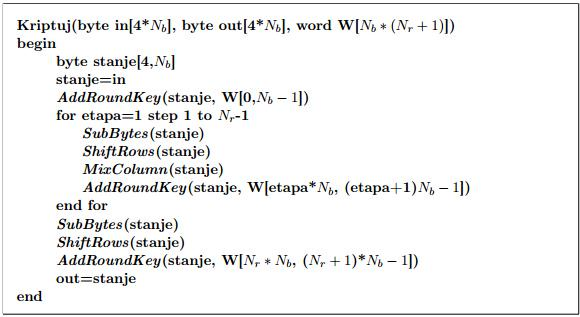 Kriptuj(byte in[4*N_b], byte out[4*N_b], word W[N_b * (N_r + 1)])
begin
byte stanje[4,N_b]
stanje=in
AddRoundKey(stanje, W[0,N_b − 1])
for etapa=1 step 1 to N_r-1
SubBytes(stanje)
ShiftRows(stanje)
MixColumn(stanje)
AddRoundKey(stanje, W[etapa*N_b, (etapa+1)N_b − 1])
end for
SubBytes(stanje)
ShiftRows(stanje)
AddRoundKey(stanje, W[N_r * N_b, (N_r + 1)*N_b − 1])
out=stanje
end